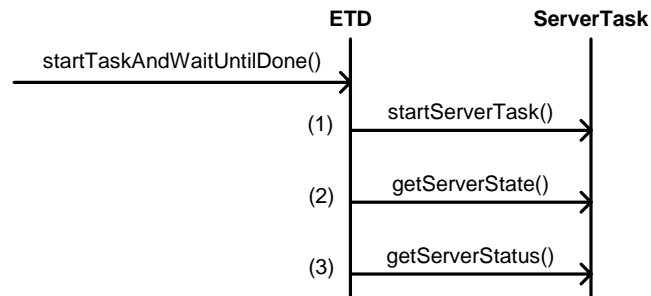 ETD ServerTask
startTaskAndWaitUntilDone()
(1) startServerTask()
(2) getServerState()
(3) getServerStatus()